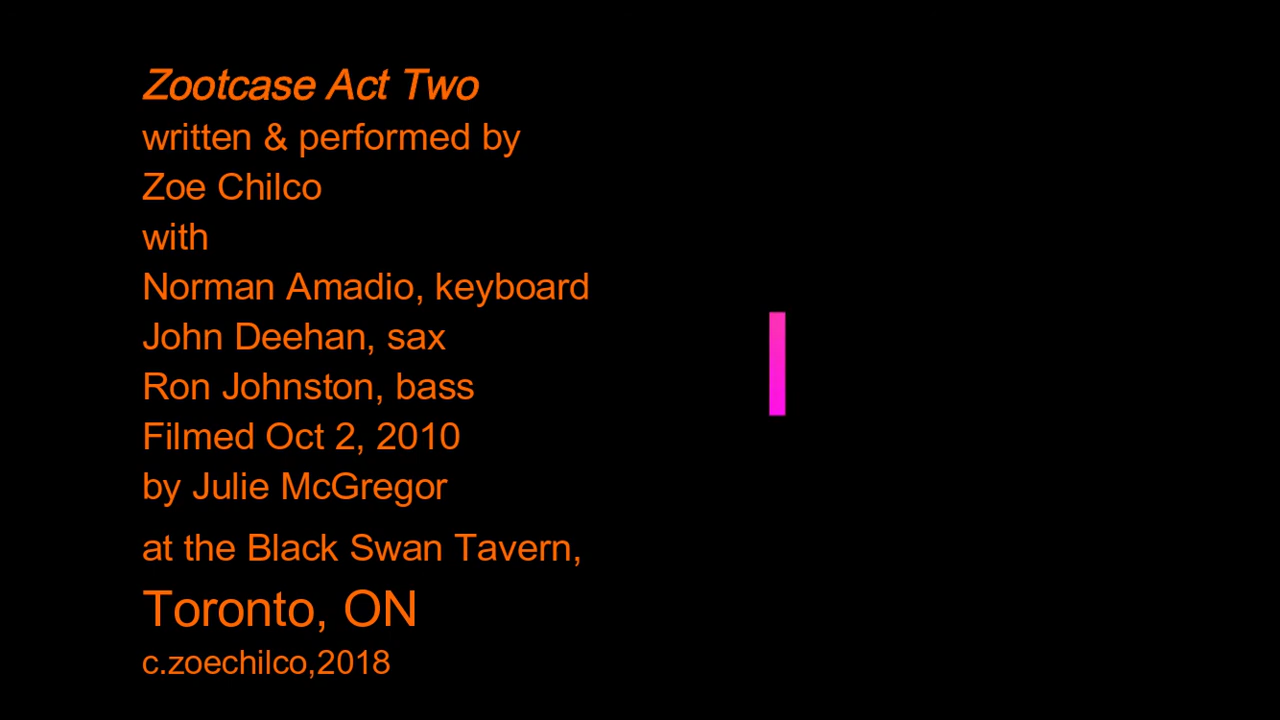 Zootcase Act Two
written & performed by
Zoe Chilco
with
Norman Amadio, keyboard
John Deehan, sax
Ron Johnston, bass
Filmed Oct 2, 2010
by Julie McGregor
at the Black Swan Tavern,
Toronto, ON
c.zoechilco,2018
I